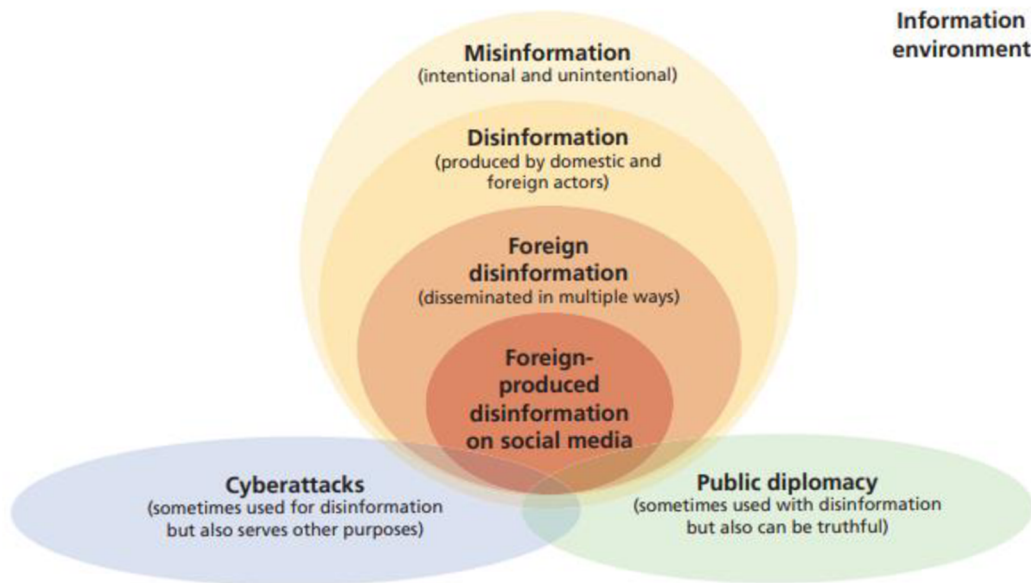 Information
environment
Misinformation
(intentional and unintentional)
Disinformation
(produced by domestic and
foreign actors)
Foreign
disinformation
(disseminated in multiple ways)
Foreign-
produced
disinformation
on social media
Cyberattacks
(sometimes used for disinformation
but also serves other purposes)
Public diplomacy
(sometimes used with disinformation
but also can be truthful)